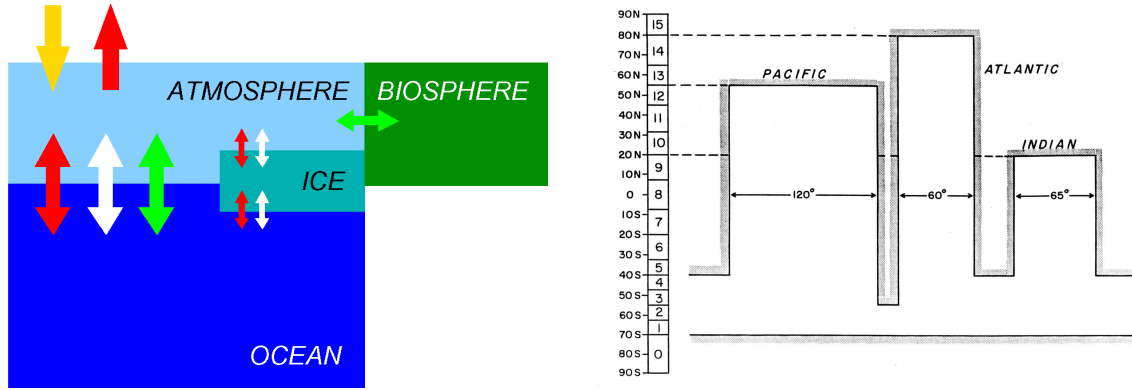 ATMOSPHERE
BIOSPHERE
ICE
OCEAN
90N
80N
70N
60N
50N
40N
30N
20N
10N
0
10S
20S
30S
40S
50S
60S
70S
80S
90S
15
14
13
12
11
10
9
8
7
6
5
4
3
2
1
0
PACIFIC
ATLANTIC
INDIAN
120°
60°
65°